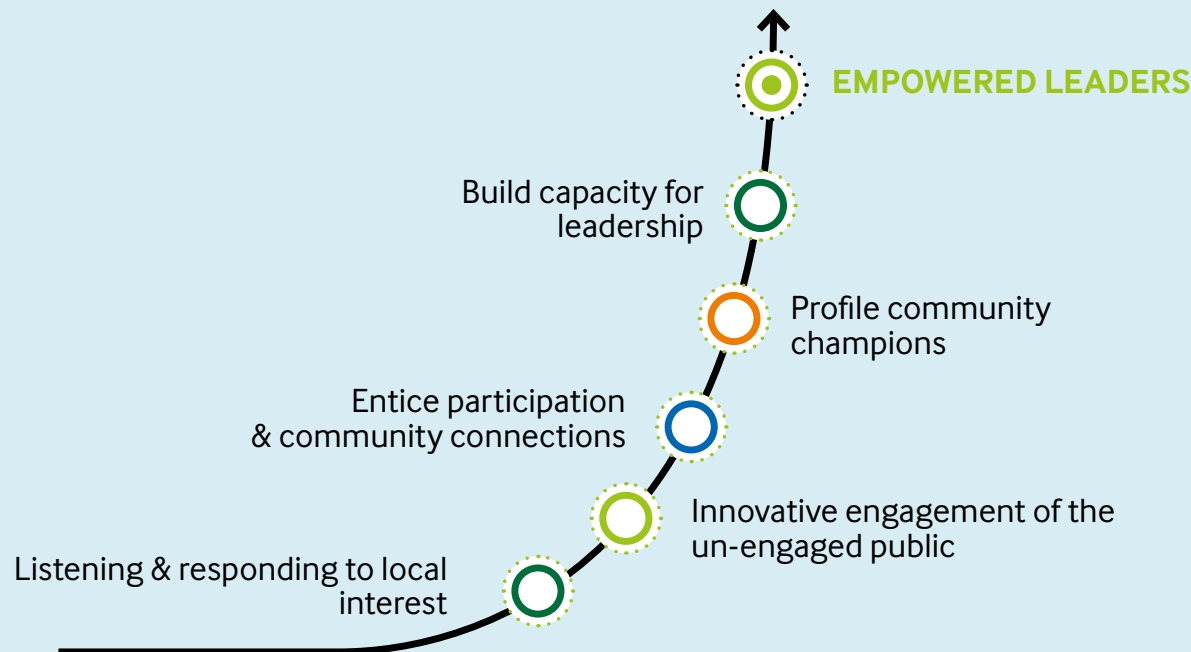 EMPOWERED LEADERS
Build capacity for
leadership
Profile community
champions
Entice participation
& community connections
Innovative engagement of the
un-engaged public
Listening & responding to local
interest